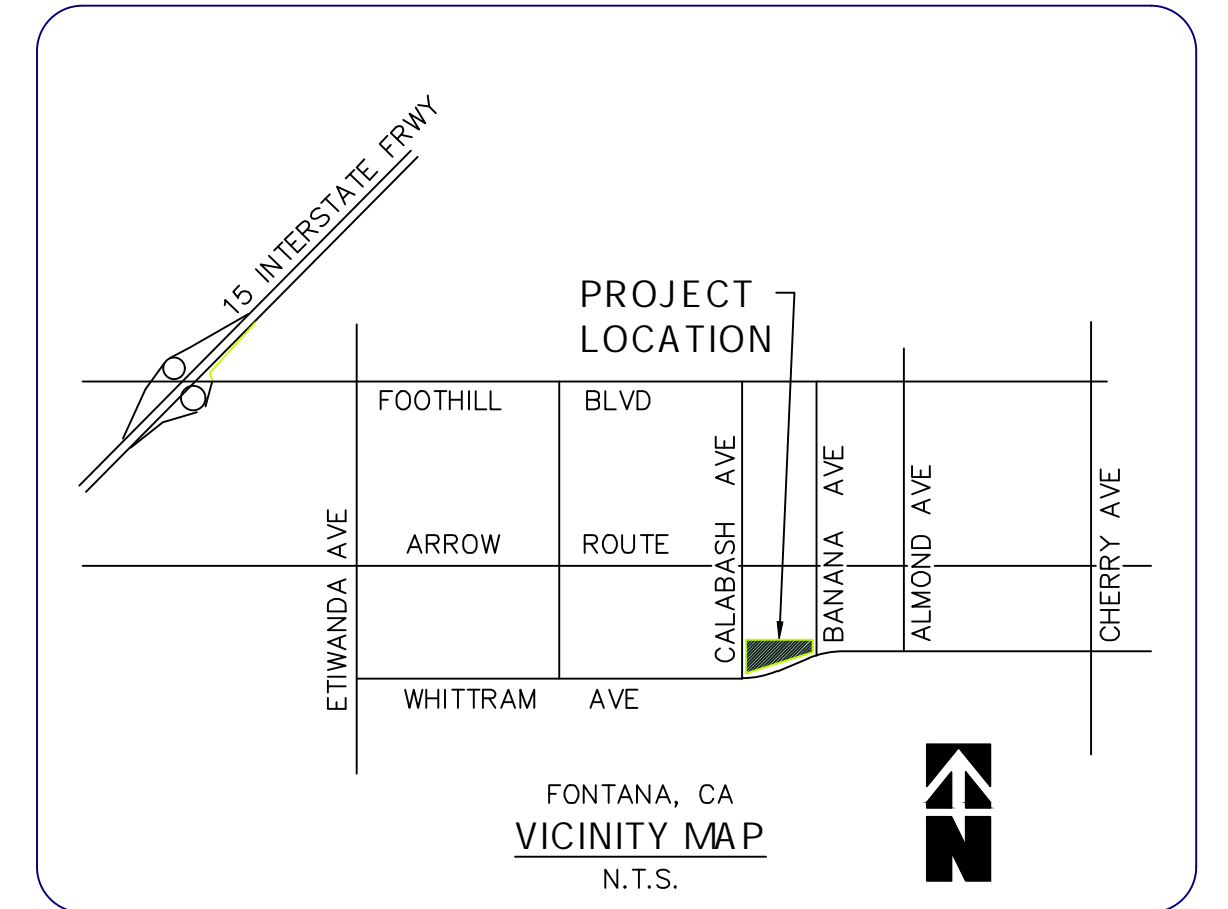 15 INTERSTATE FRWY
PROJECT
LOCATION
FOOTHILL BLVD
ETIWANDA AVE
ARROW ROUTE
CALABASH AVE
BANANA AVE
ALMOND AVE
CHERRY AVE
WHITTRAM AVE
FONTANA, CA
VICINITY MAP
N.T.S.
N